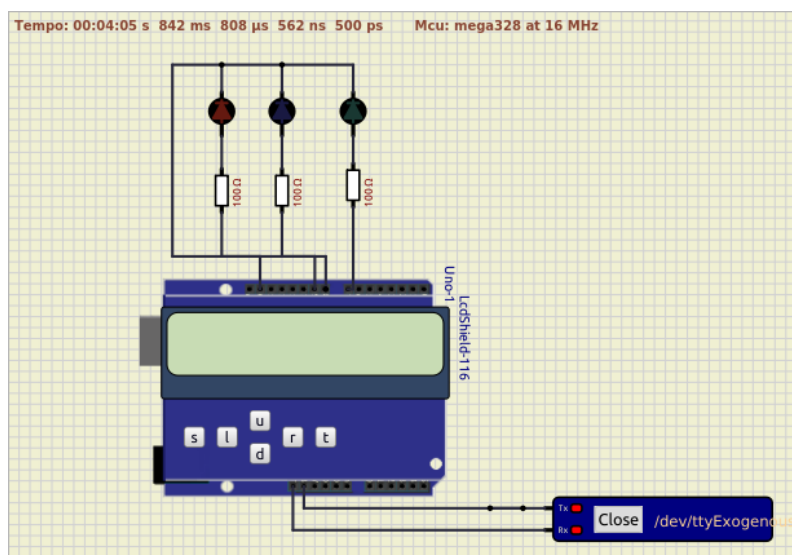 Tempo: 00:04:05 s 842 ms 808 µs 562 ns 500 ps Mcu: mega328 at 16 MHz
100Ω
100Ω
100Ω
Uno-1
LcdShield-116
u
s l r t
d
Tx
Close /dev/ttyExogenous
Rx